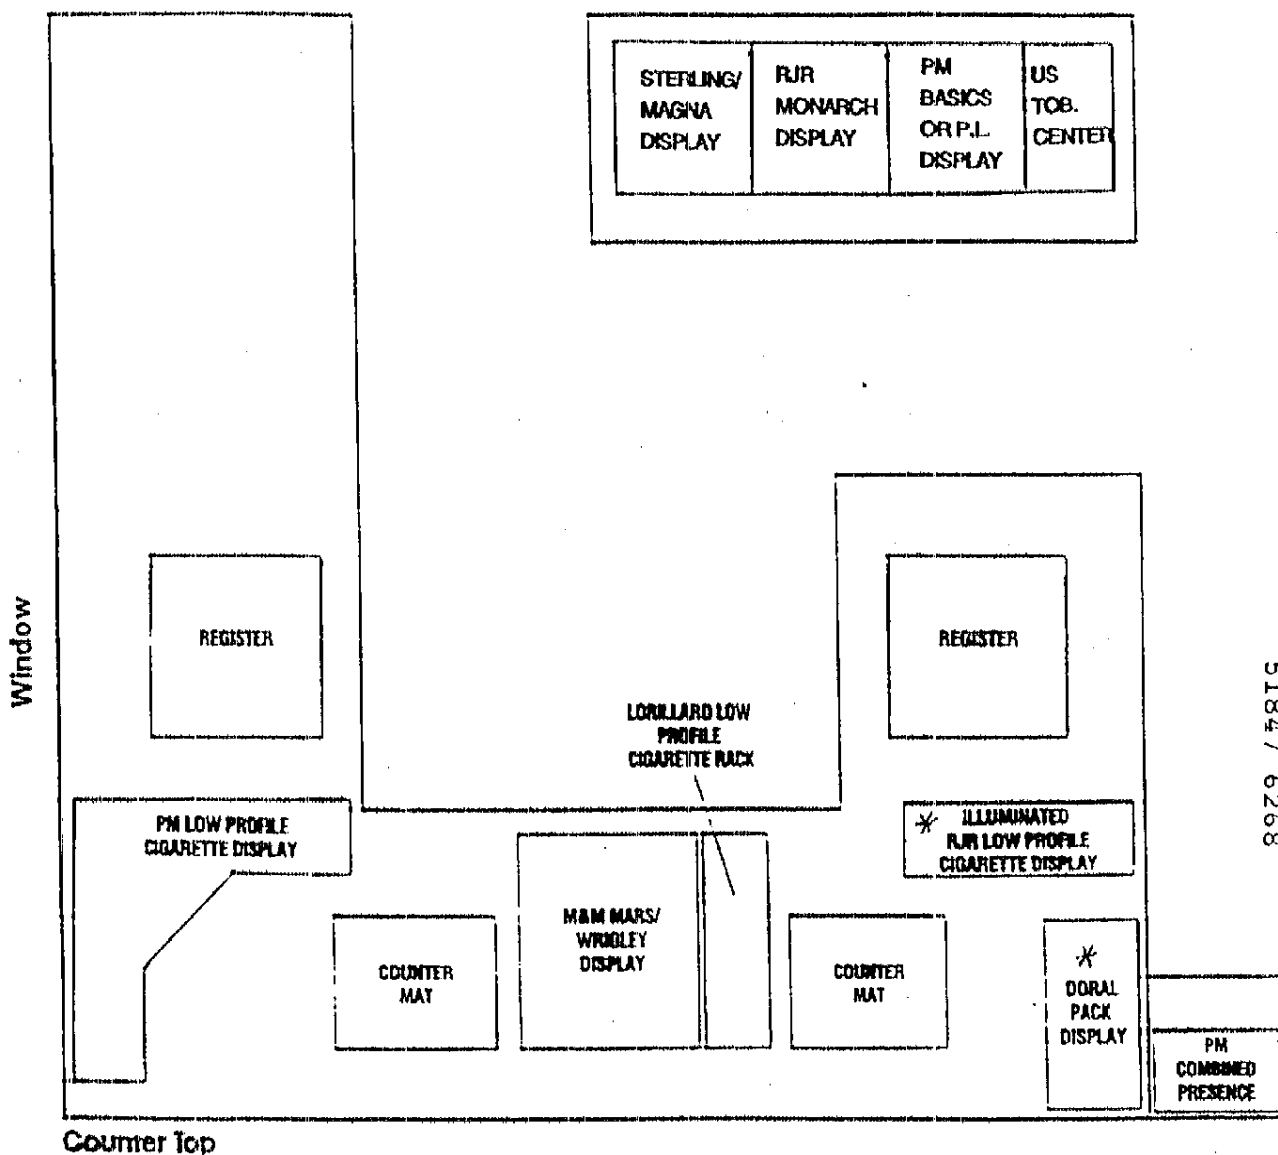 STERLING/
MAGNA
DISPLAY
RJR
MONARCH
DISPLAY
PM
BASICS
OR P.L.
DISPLAY
US
TOB.
CENTER
Window
REGISTER
REGISTER
LORILLARD LOW
PROFILE
CIGARETTE RACK
PM LOW PROFILE
CIGARETTE DISPLAY
* ILLUMINATED
RJR LOW PROFILE
CIGARETTE DISPLAY
M&M MARS/
WRIGLEY
DISPLAY
COUNTER
MAT
COUNTER
MAT
*
DORAL
PACK
DISPLAY
PM
COMBINED
PRESENCE
Counter Top
51847 6268